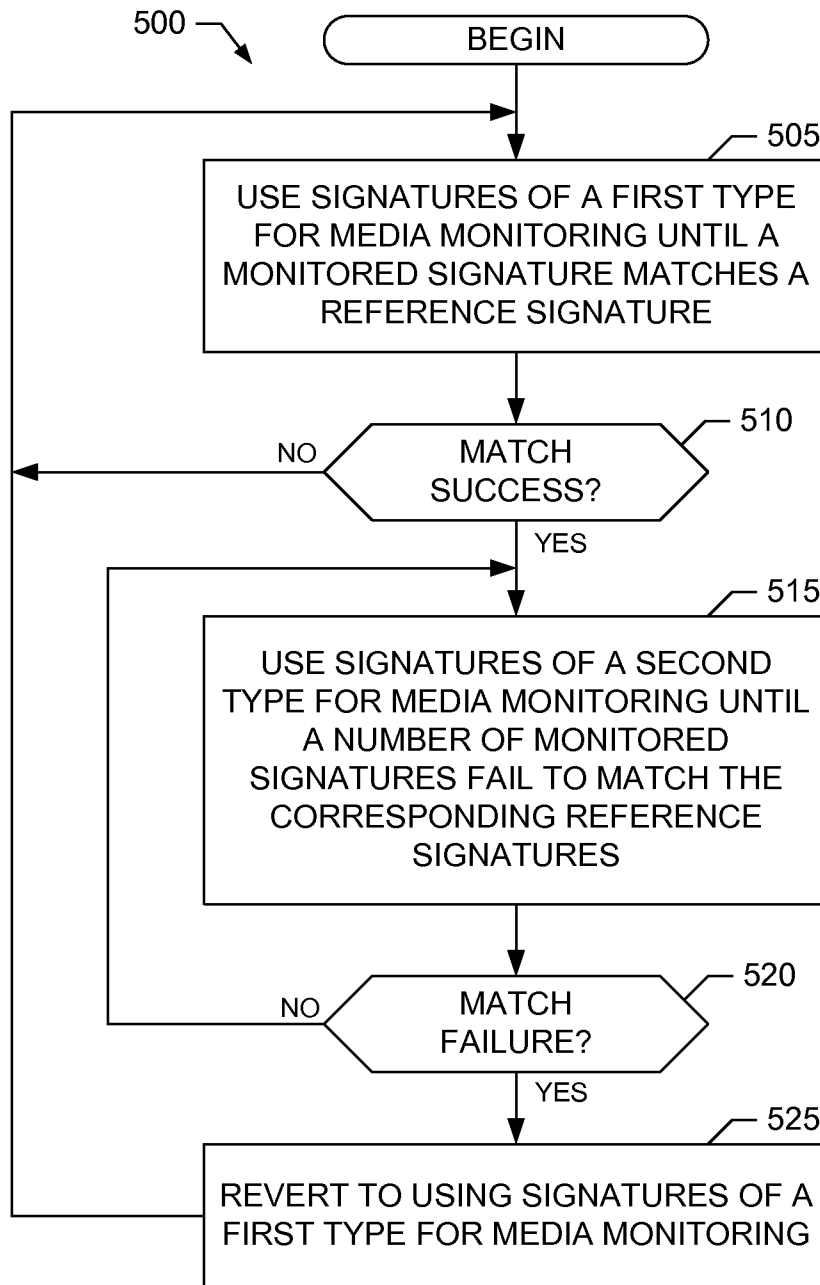 500
BEGIN
505
USE SIGNATURES OF A FIRST TYPE
FOR MEDIA MONITORING UNTIL A
MONITORED SIGNATURE MATCHES A
REFERENCE SIGNATURE
510
NO
MATCH
SUCCESS?
YES
515
USE SIGNATURES OF A SECOND
TYPE FOR MEDIA MONITORING UNTIL
A NUMBER OF MONITORED
SIGNATURES FAIL TO MATCH THE
CORRESPONDING REFERENCE
SIGNATURES
520
NO
MATCH
FAILURE?
YES
525
REVERT TO USING SIGNATURES OF A
FIRST TYPE FOR MEDIA MONITORING